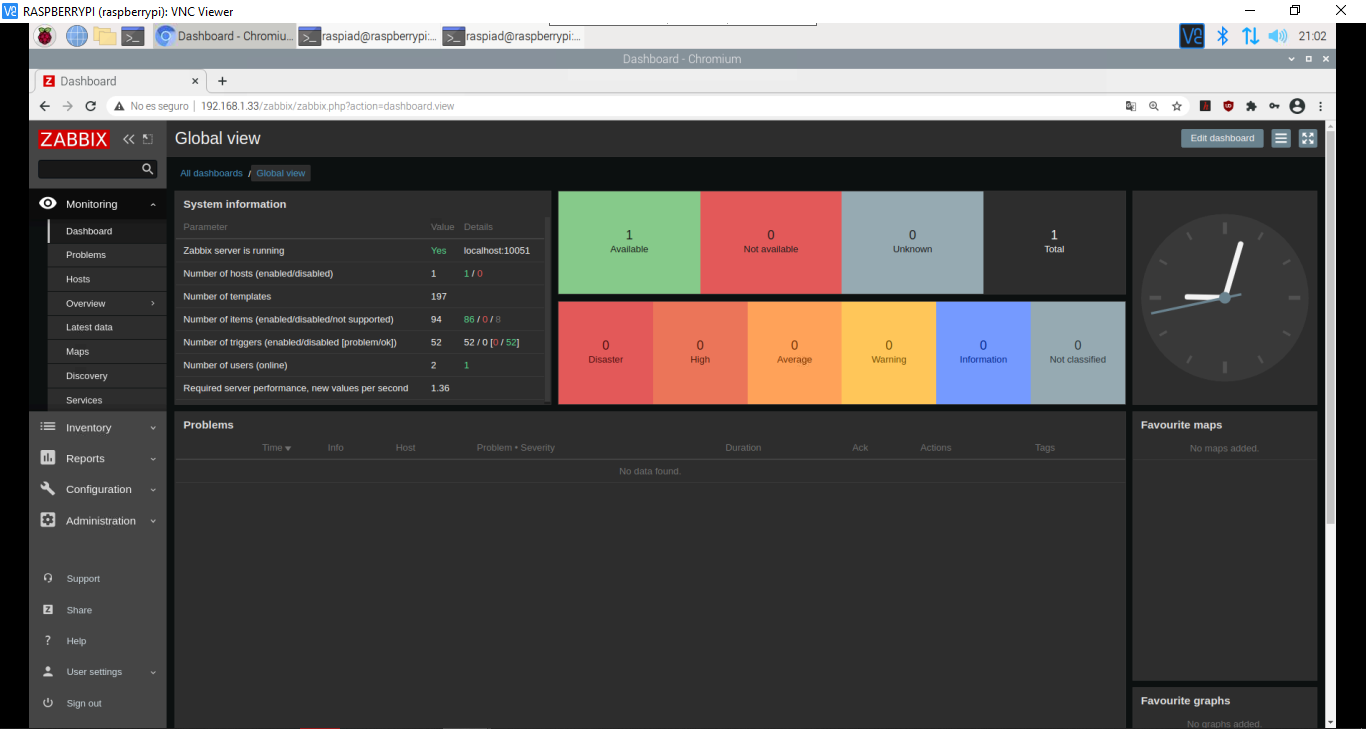 RASPBERRYPI (raspberrypi): VNC Viewer
Dashboard - Chromiu... raspiad@raspberrypi:... raspiad@raspberrypi:... 21:02
Dashboard - Chromium
Dashboard
No es seguro 192.168.1.33/zabbix/zabbix.php?action=dashboard.view
ZABBIX
Monitoring
Dashboard
Problems
Hosts
Overview
Latest data
Maps
Discovery
Services
Inventory
Reports
Configuration
Administration
Support
Share
Help
User settings
Sign out
Global view
Edit dashboard
All dashboards / Global view
System information
Parameter Value Details
Zabbix server is running Yes localhost:10051
Number of hosts (enabled/disabled) 1 1 / 0
Number of templates 197
Number of items (enabled/disabled/not supported) 94 86 / 0 / 8
Number of triggers (enabled/disabled [problem/ok]) 52 52 / 0 [0 / 52]
Number of users (online) 2 1
Required server performance, new values per second 1.36
1
Available
0
Not available
0
Unknown
1
Total
0
Disaster
0
High
0
Average
0
Warning
0
Information
0
Not classified
Problems
Time Info Host Problem • Severity Duration Ack Actions Tags
No data found.
Favourite maps
No maps added.
Favourite graphs
No graphs added.